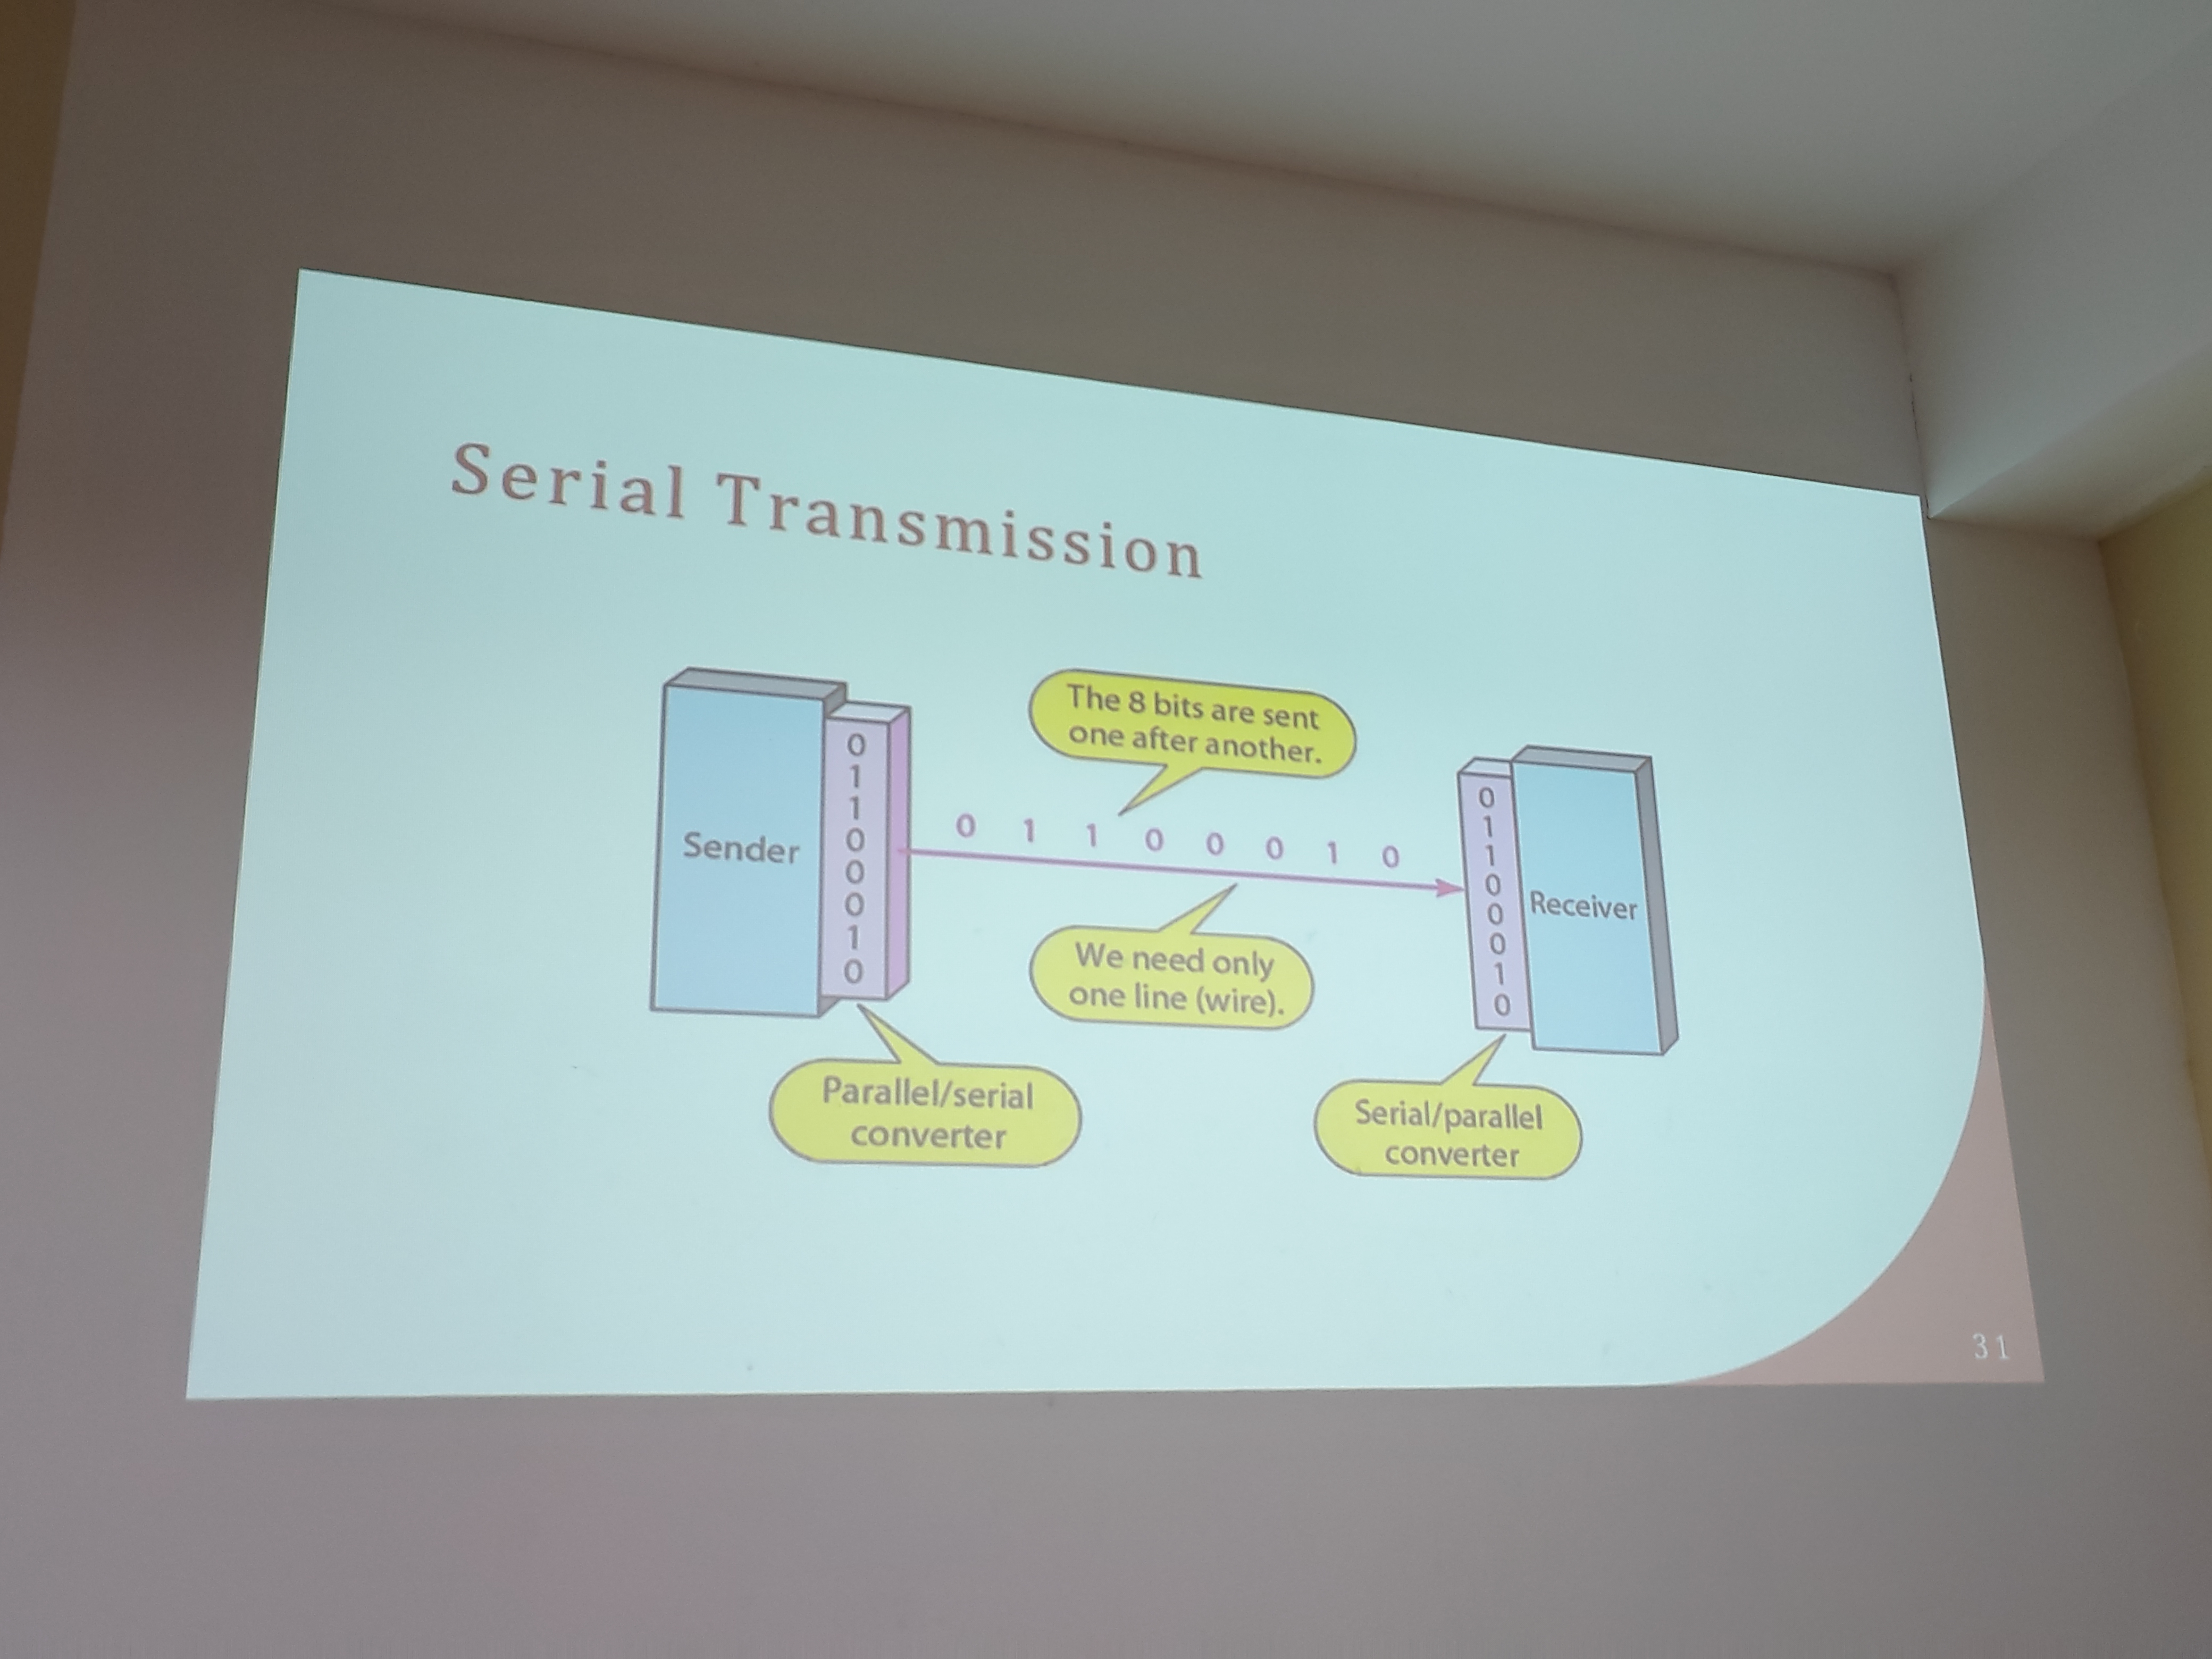 Serial Transmission
The 8 bits are sent
one after another.
Sender
0
1
1
0
0
0
1
0
0 1 1 0 0 0 1 0
0
1
1
0
0
0
1
0
Receiver
We need only
one line (wire).
Parallel/serial
converter
Serial/parallel
converter
31